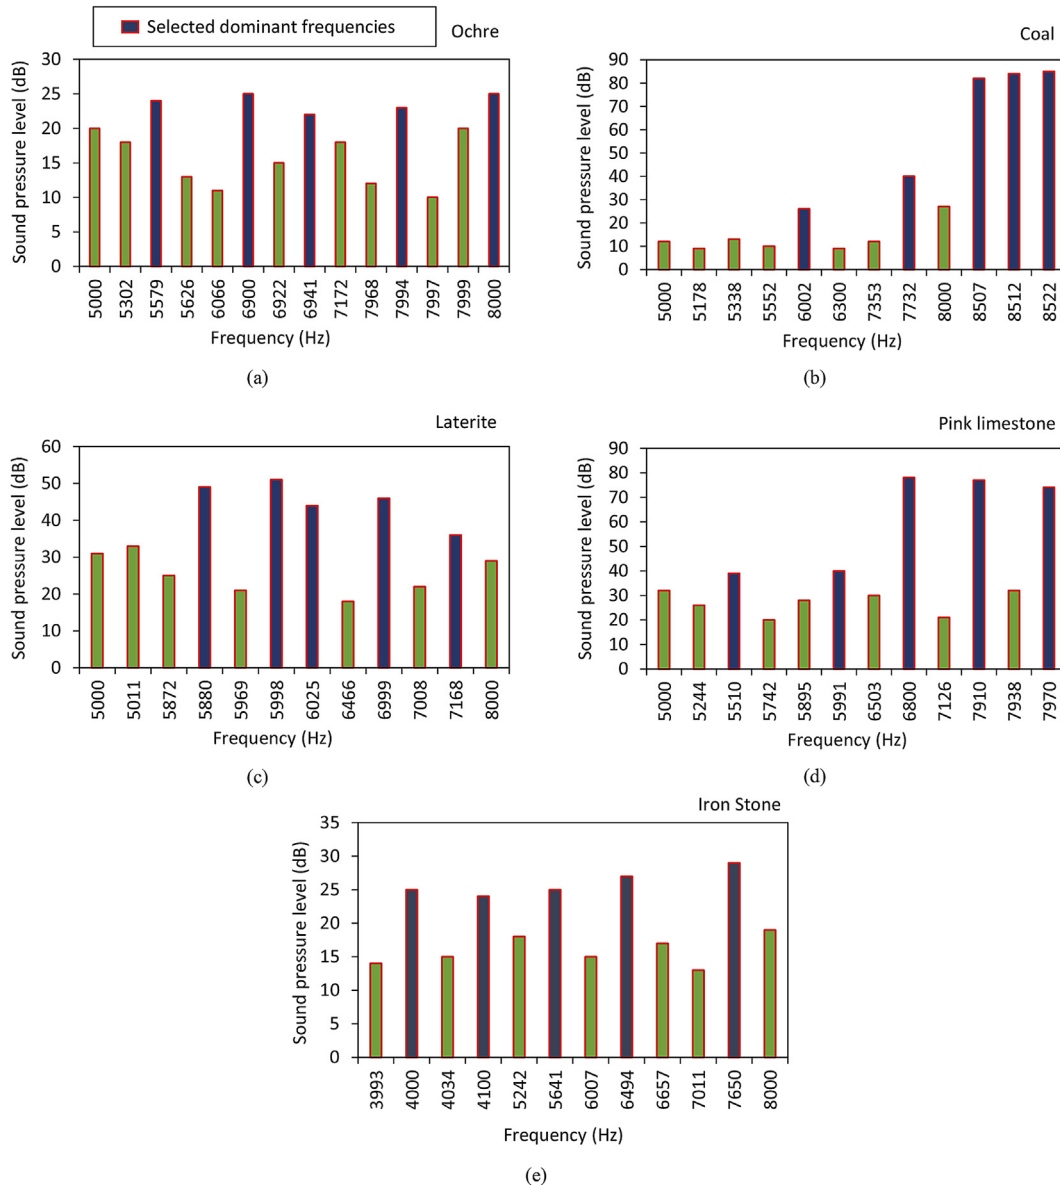 Selected dominant frequencies
Ochre
Sound pressure level (dB)
30
25
20
15
10
5
0
5000 5302 5579 5626 6066 6900 6922 6941 7172 7968 7994 7997 7999 8000
Frequency (Hz)
(a)
Coal
Sound pressure level (dB)
90
80
70
60
50
40
30
20
10
0
5000 5178 5338 5552 6002 6300 7353 7732 8000 8507 8512 8522
Frequency (Hz)
(b)
Laterite
Sound pressure level (dB)
60
50
40
30
20
10
0
5000 5011 5872 5880 5969 5998 6025 6466 6999 7008 7168 8000
Frequency (Hz)
(c)
Pink limestone
Sound pressure level (dB)
90
80
70
60
50
40
30
20
10
0
5000 5244 5510 5742 5895 5991 6503 6800 7126 7910 7938 7970
Frequency (Hz)
(d)
Iron Stone
Sound pressure level (dB)
35
30
25
20
15
10
5
0
3993 4000 4034 4100 5242 5641 6007 6494 6657 7011 7650 8000
Frequency (Hz)
(e)